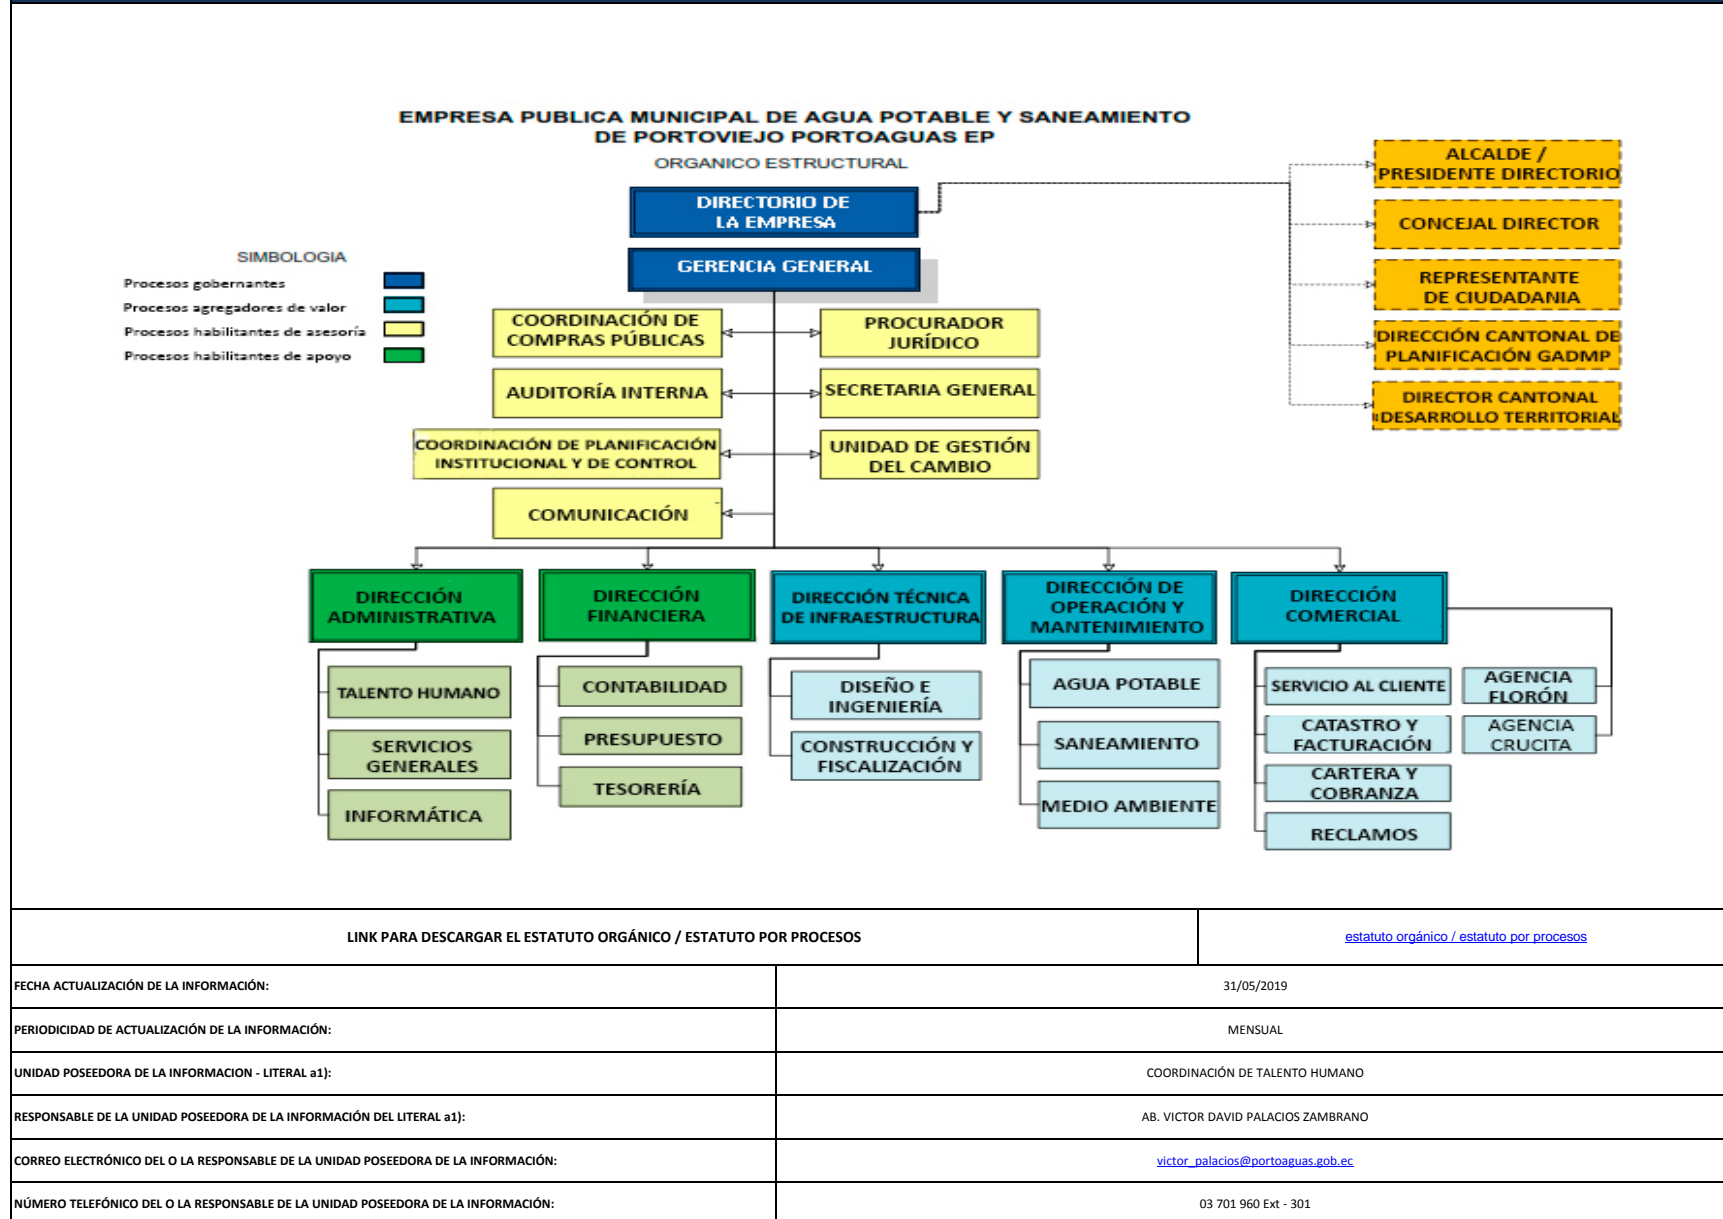 EMPRESA PUBLICA MUNICIPAL DE AGUA POTABLE Y SANEAMIENTO
DE PORTOVIEJO PORTOAGUAS EP
ORGANICO ESTRUCTURAL
DIRECTORIO DE
LA EMPRESA
GERENCIA GENERAL
ALCALDE /
PRESIDENTE DIRECTORIO
CONCEJAL DIRECTOR
REPRESENTANTE
DE CIUDADANIA
DIRECCIÓN CANTONAL DE
PLANIFICACIÓN GADMP
DIRECTOR CANTONAL
DESARROLLO TERRITORIAL
SIMBOLOGIA
Procesos gobernantes
Procesos agregadores de valor
Procesos habilitantes de asesoría
Procesos habilitantes de apoyo
COORDINACIÓN DE
COMPRAS PÚBLICAS
PROCURADOR
JURÍDICO
AUDITORÍA INTERNA
SECRETARIA GENERAL
COORDINACIÓN DE PLANIFICACIÓN
INSTITUCIONAL Y DE CONTROL
UNIDAD DE GESTIÓN
DEL CAMBIO
COMUNICACIÓN
DIRECCIÓN
ADMINISTRATIVA
TALENTO HUMANO
SERVICIOS
GENERALES
INFORMÁTICA
DIRECCIÓN
FINANCIERA
CONTABILIDAD
PRESUPUESTO
TESORERÍA
DIRECCIÓN TÉCNICA
DE INFRAESTRUCTURA
DISEÑO E
INGENIERÍA
CONSTRUCCIÓN Y
FISCALIZACIÓN
DIRECCIÓN DE
OPERACIÓN Y
MANTENIMIENTO
AGUA POTABLE
SANEAMIENTO
MEDIO AMBIENTE
DIRECCIÓN
COMERCIAL
SERVICIO AL CLIENTE
CATASTRO Y
FACTURACIÓN
CARTERA Y
COBRANZA
RECLAMOS
AGENCIA
FLORÓN
AGENCIA
CRUCITA
LINK PARA DESCARGAR EL ESTATUTO ORGÁNICO / ESTATUTO POR PROCESOS
estatuto orgánico / estatuto por procesos
FECHA ACTUALIZACIÓN DE LA INFORMACIÓN:
31/05/2019
PERIODICIDAD DE ACTUALIZACIÓN DE LA INFORMACIÓN:
MENSUAL
UNIDAD POSEEDORA DE LA INFORMACION - LITERAL a1):
COORDINACIÓN DE TALENTO HUMANO
RESPONSABLE DE LA UNIDAD POSEEDORA DE LA INFORMACIÓN DEL LITERAL a1):
AB. VICTOR DAVID PALACIOS ZAMBRANO
CORREO ELECTRÓNICO DEL O LA RESPONSABLE DE LA UNIDAD POSEEDORA DE LA INFORMACIÓN:
victor_palacios@portoaguas.gob.ec
NÚMERO TELEFÓNICO DEL O LA RESPONSABLE DE LA UNIDAD POSEEDORA DE LA INFORMACIÓN:
03 701 960 Ext - 301